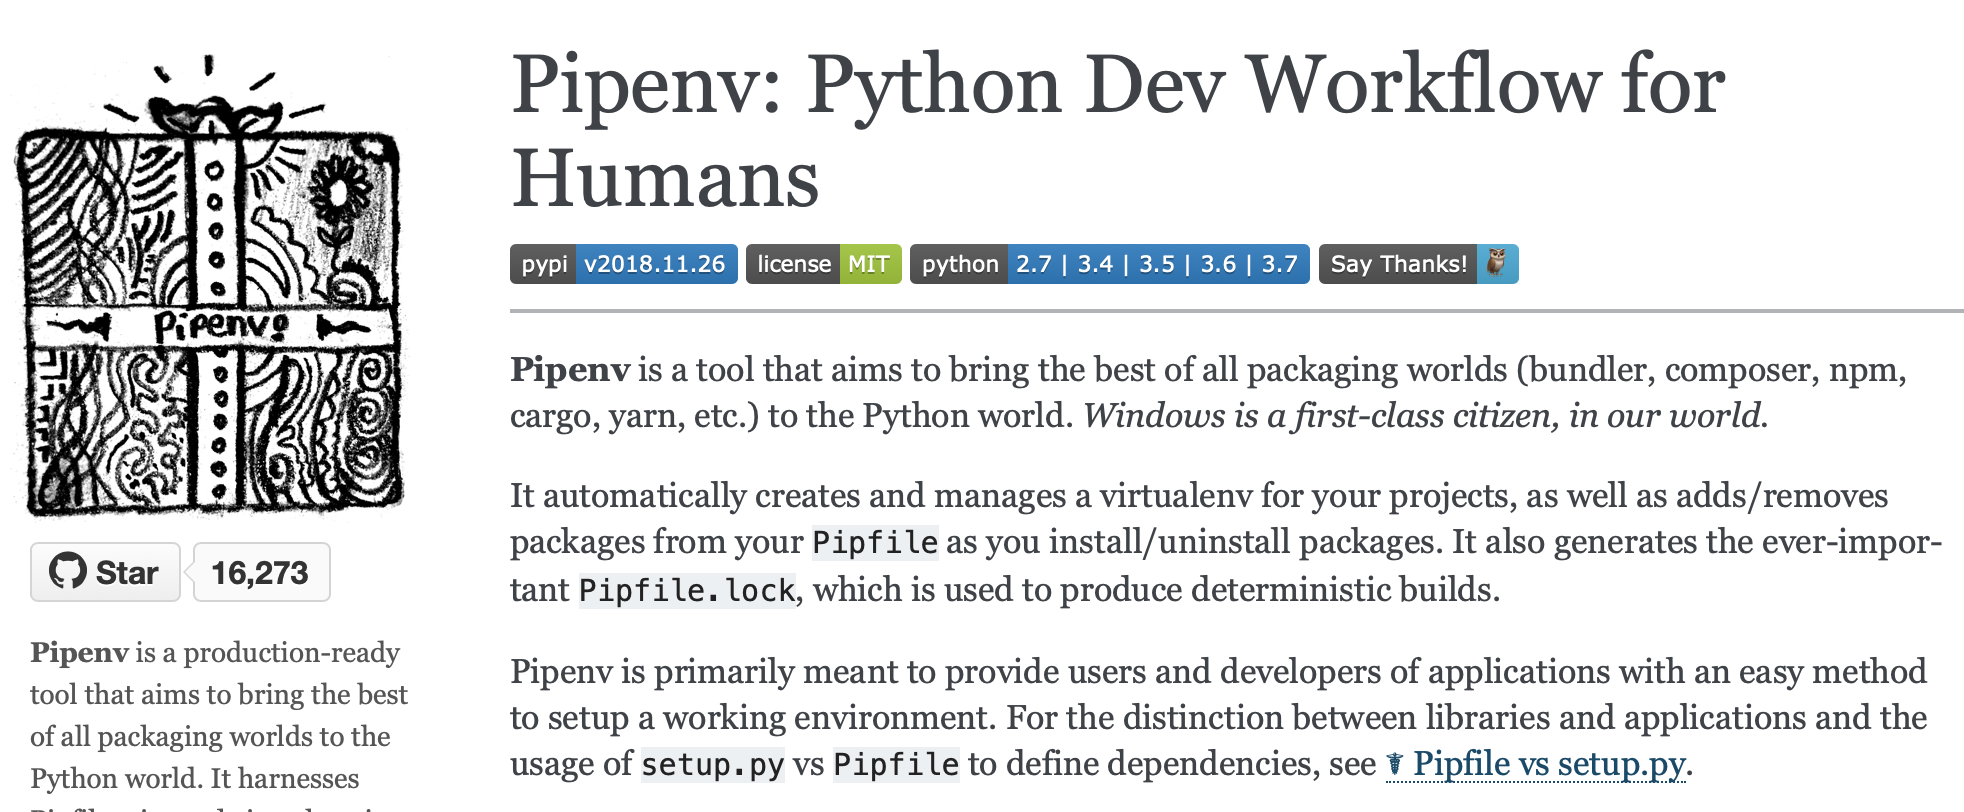 Pipenv
Star 16,273
Pipenv is a production-ready
tool that aims to bring the best
of all packaging worlds to the
Python world. It harnesses
Pipenv: Python Dev Workflow for
Humans
pypi v2018.11.26 license MIT python 2.7 | 3.4 | 3.5 | 3.6 | 3.7 Say Thanks!
Pipenv is a tool that aims to bring the best of all packaging worlds (bundler, composer, npm,
cargo, yarn, etc.) to the Python world. Windows is a first-class citizen, in our world.
It automatically creates and manages a virtualenv for your projects, as well as adds/removes
packages from your Pipfile as you install/uninstall packages. It also generates the ever-impor-
tant Pipfile.lock, which is used to produce deterministic builds.
Pipenv is primarily meant to provide users and developers of applications with an easy method
to setup a working environment. For the distinction between libraries and applications and the
usage of setup.py vs Pipfile to define dependencies, see ☤ Pipfile vs setup.py.